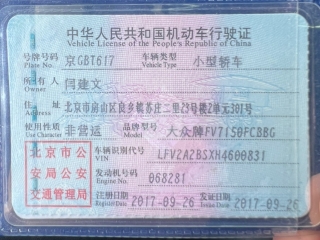 中华人民共和国机动车行驶证
Vehicle License of the People's Republic of China
号牌号码 京GBT617 车辆类型 小型轿车
Plate No. Vehicle Type
所有人 闫建文
Owner
住址 北京市房山区良乡镇苏庄二里23号楼2单元301号
Address
使用性质 非营运 品牌型号 大众牌FV7150FCBBG
Use Character Model
北京市公
安局公安
交通管理局
车辆识别代号 LFV2A2BSXH4600831
VIN
发动机号码 068281
Engine No.
注册日期 2017-09-26 发证日期 2017-09-26
Register Date Issue Date